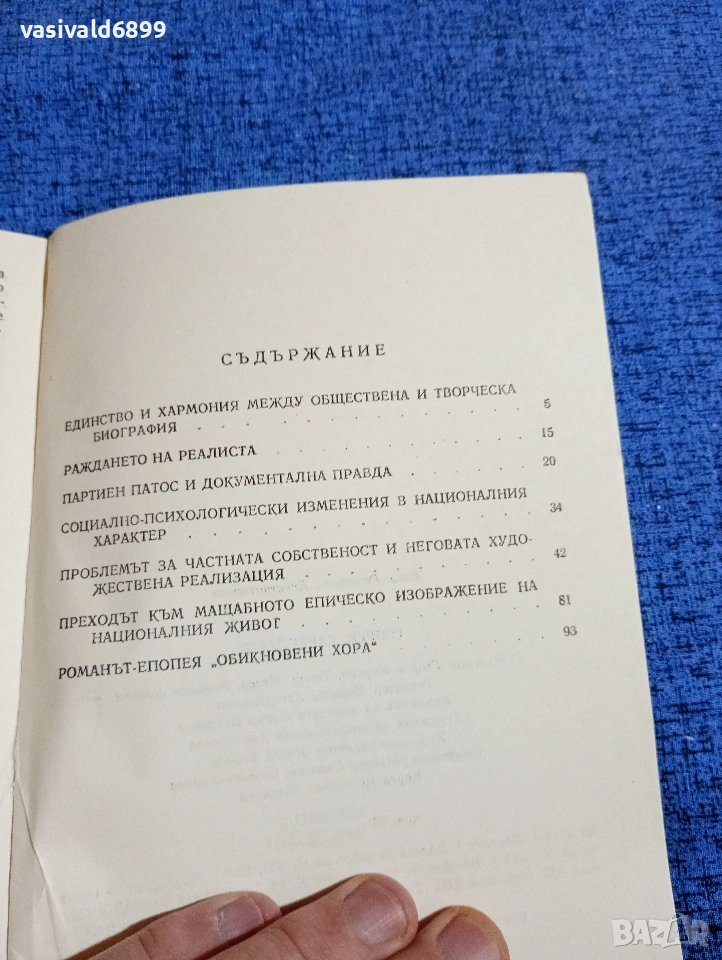 vasivald6899
СЪДЪРЖАНИЕ
ЕДИНСТВО И ХАРМОНИЯ МЕЖДУ ОБЩЕСТВЕНА И ТВОРЧЕСКА
БИОГРАФИЯ . . . . . . . . . . . 5
РАЖДАНЕТО НА РЕАЛИСТА . . . . . . . . 15
ПАРТИЕН ПАТОС И ДОКУМЕНТАЛНА ПРАВДА . . . . 20
СОЦИАЛНО-ПСИХОЛОГИЧЕСКИ ИЗМЕНЕНИЯ В НАЦИОНАЛНИЯ
ХАРАКТЕР . . . . . . . . . . . 34
ПРОБЛЕМЪТ ЗА ЧАСТНАТА СОБСТВЕНОСТ И НЕГОВАТА ХУДО-
ЖЕСТВЕНА РЕАЛИЗАЦИЯ . . . . . . . . 42
ПРЕХОДЪТ КЪМ МАЩАБНОТО ЕПИЧЕСКО ИЗОБРАЖЕНИЕ НА
НАЦИОНАЛНИЯ ЖИВОТ . . . . . . . . 81
РОМАНЪТ-ЕПОПЕЯ „ОБИКНОВЕНИ ХОРА“ . . . . . 93
BAZAR